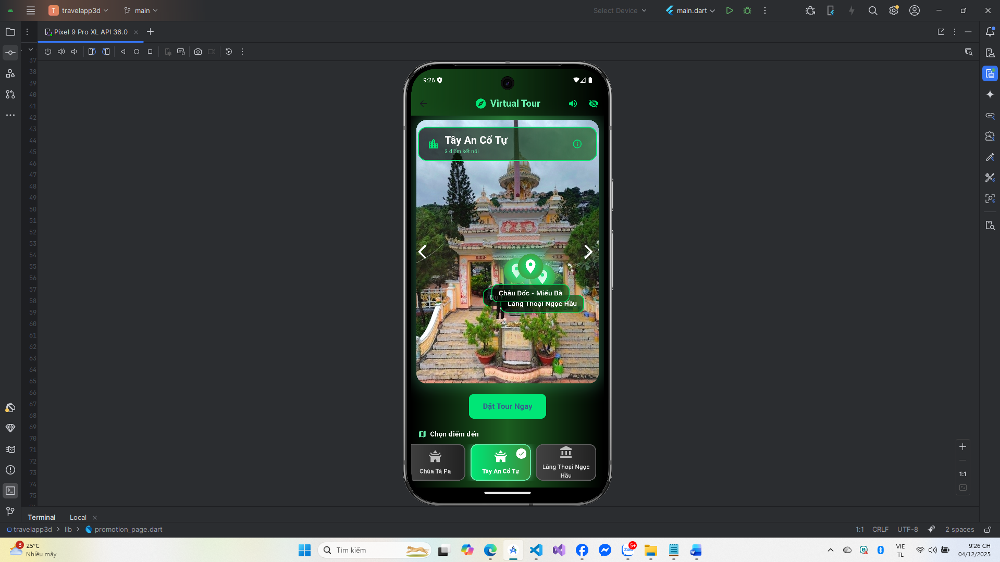 T travelapp3d
main
Select Device
main.dart
Pixel 9 Pro XL API 36.0
37
38
39
40
41
42
43
44
45
46
47
48
49
50
51
52
53
54
55
56
57
58
59
60
61
62
63
64
65
66
67
68
69
70
71
72
73
74
75
9:26
Virtual Tour
Tây An Cổ Tự
3 điểm kết nối
寺安西
Châu Đốc - Miếu Bà
Lăng Thoại Ngọc Hầu
Đặt Tour Ngay
Chọn điểm đến
Chùa Tà Pạ
Tây An Cổ Tự
Lăng Thoại Ngọc
Hầu
1:1
Terminal
Local
travelapp3d > lib > promotion_page.dart
1:1 CRLF UTF-8 2 spaces
3
25°C
Nhiều mây
Tìm kiếm
Zalo
5+
VIE
TL
9:26 CH
04/12/2025